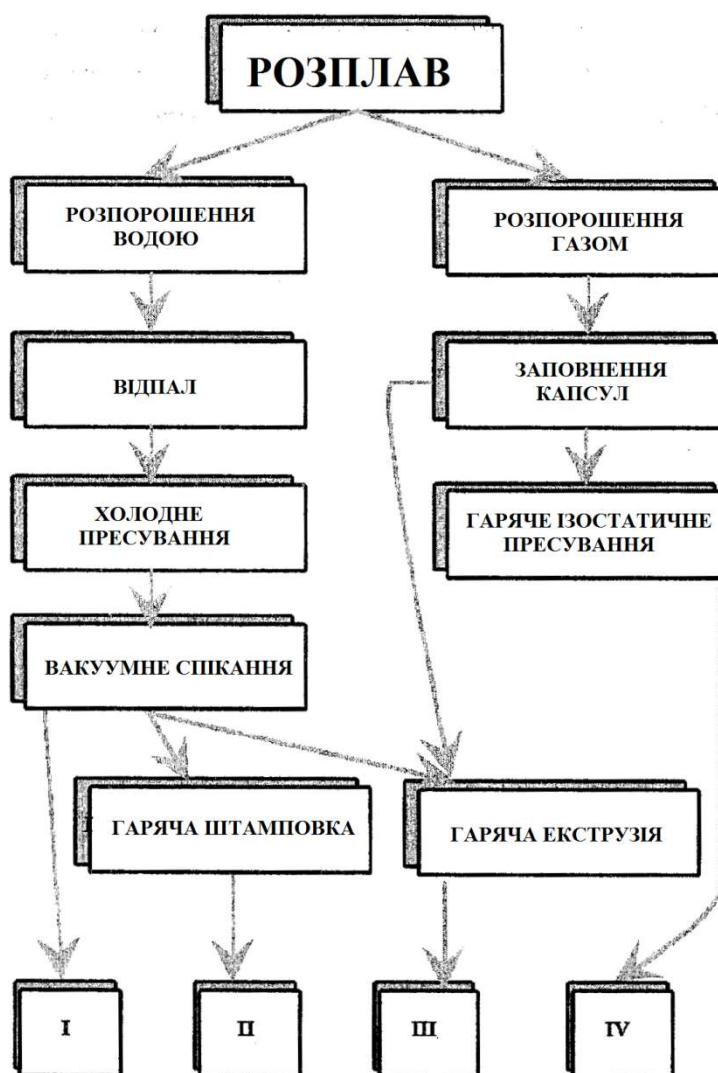 РОЗПЛАВ
РОЗПОРОШЕННЯ
ВОДОЮ
РОЗПОРОШЕННЯ
ГАЗОМ
ВІДПАЛ
ЗАПОВНЕННЯ
КАПСУЛ
ХОЛОДНЕ
ПРЕСУВАННЯ
ГАРЯЧЕ ІЗОСТАТИЧНЕ
ПРЕСУВАННЯ
ВАКУУМНЕ СПІКАННЯ
ГАРЯЧА ШТАМПОВКА
ГАРЯЧА ЕКСТРУЗІЯ
I
II
III
IV